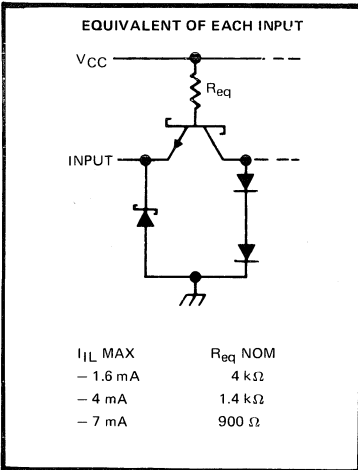 EQUIVALENT OF EACH INPUT
VCC
Req
INPUT
IIL MAX Req NOM
– 1.6 mA 4 kΩ
– 4 mA 1.4 kΩ
– 7 mA 900 Ω